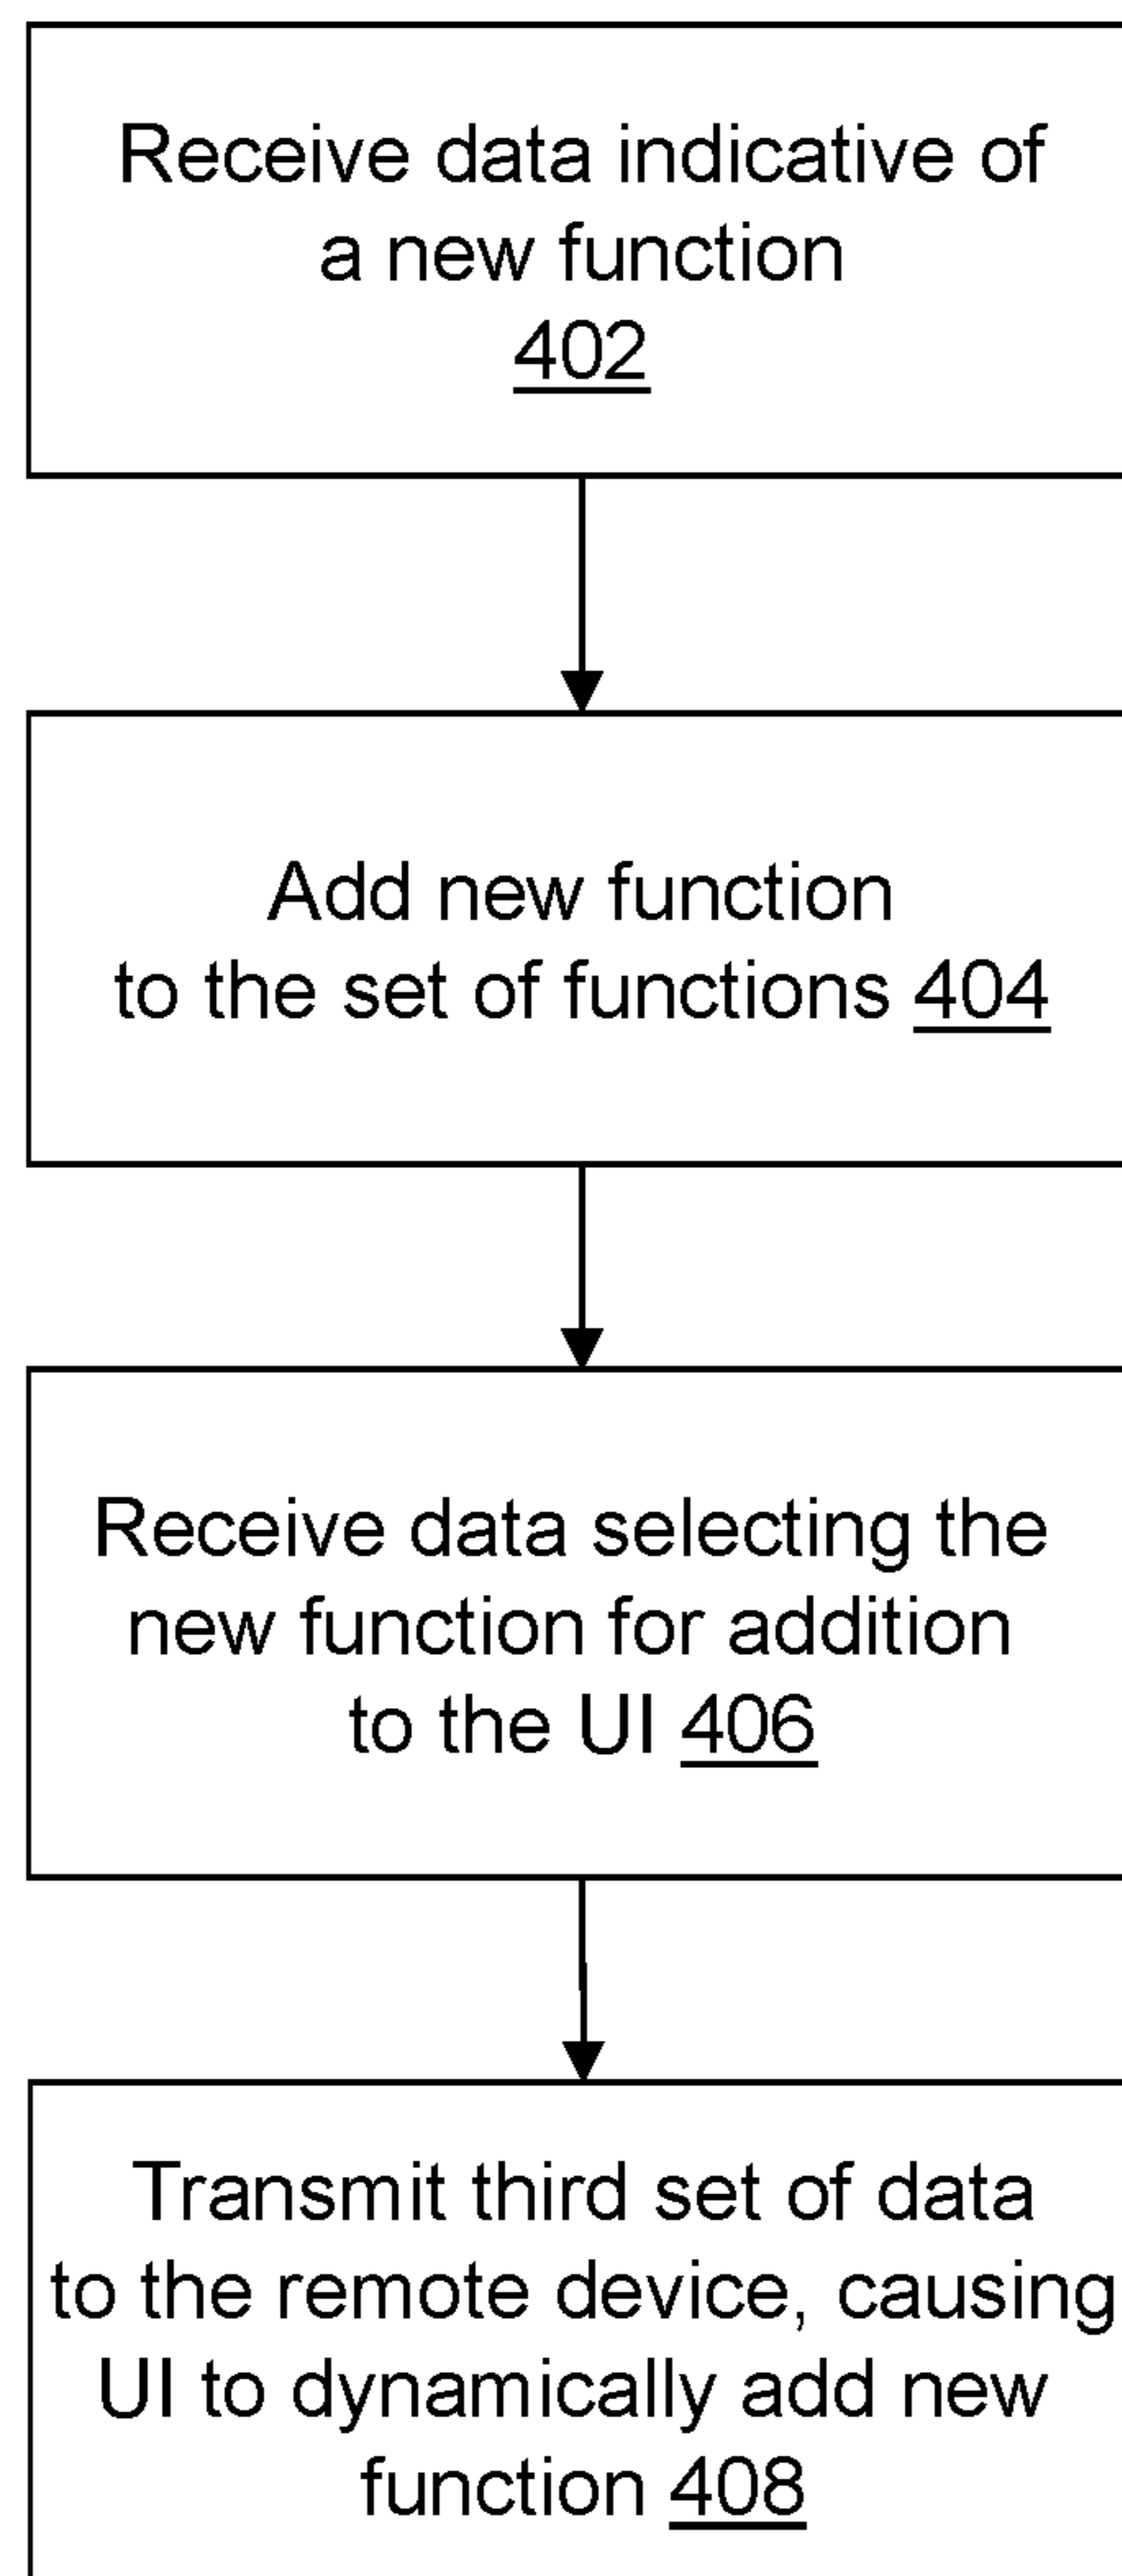 Receive data indicative of
a new function
402
Add new function
to the set of functions 404
Receive data selecting the
new function for addition
to the UI 406
Transmit third set of data
to the remote device, causing
UI to dynamically add new
function 408